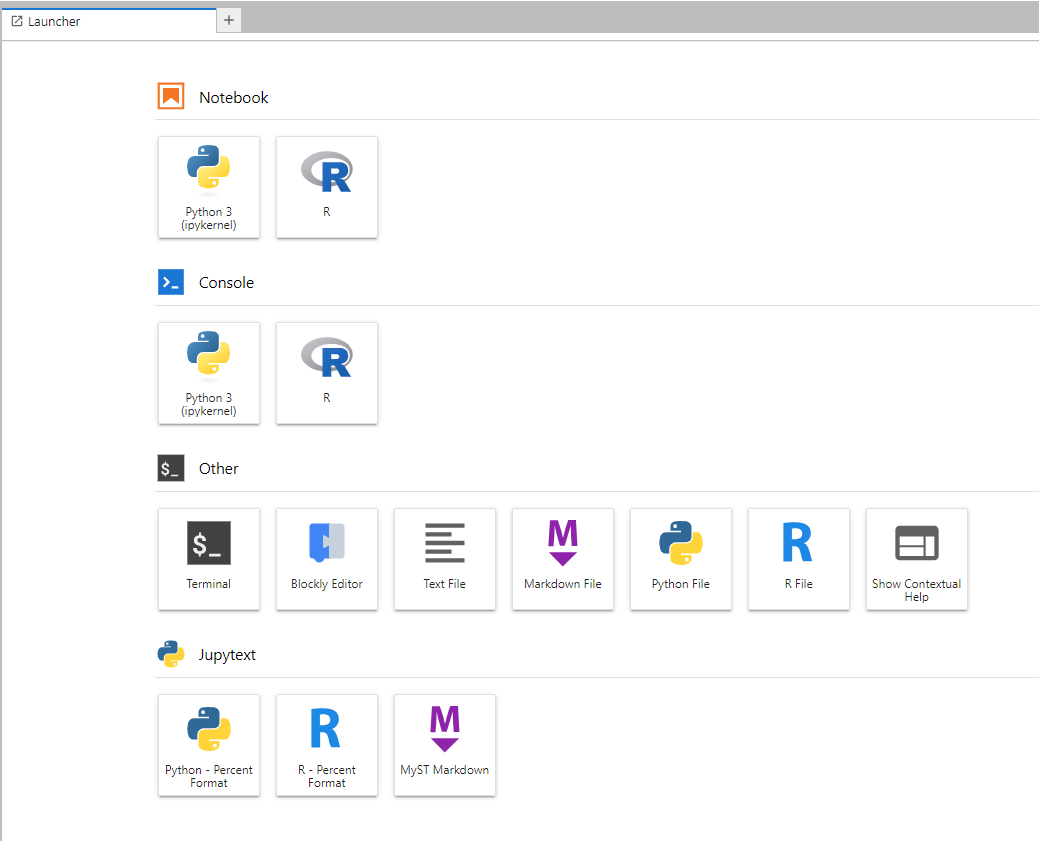 Launcher
+
Notebook
Python 3
(ipykernel)
R
R
Console
Python 3
(ipykernel)
R
R
$_
Other
$_
Terminal
Blockly Editor
Text File
M
Markdown File
Python File
R
R File
Show Contextual
Help
Jupytext
Python - Percent
Format
R
R - Percent
Format
M
MyST Markdown